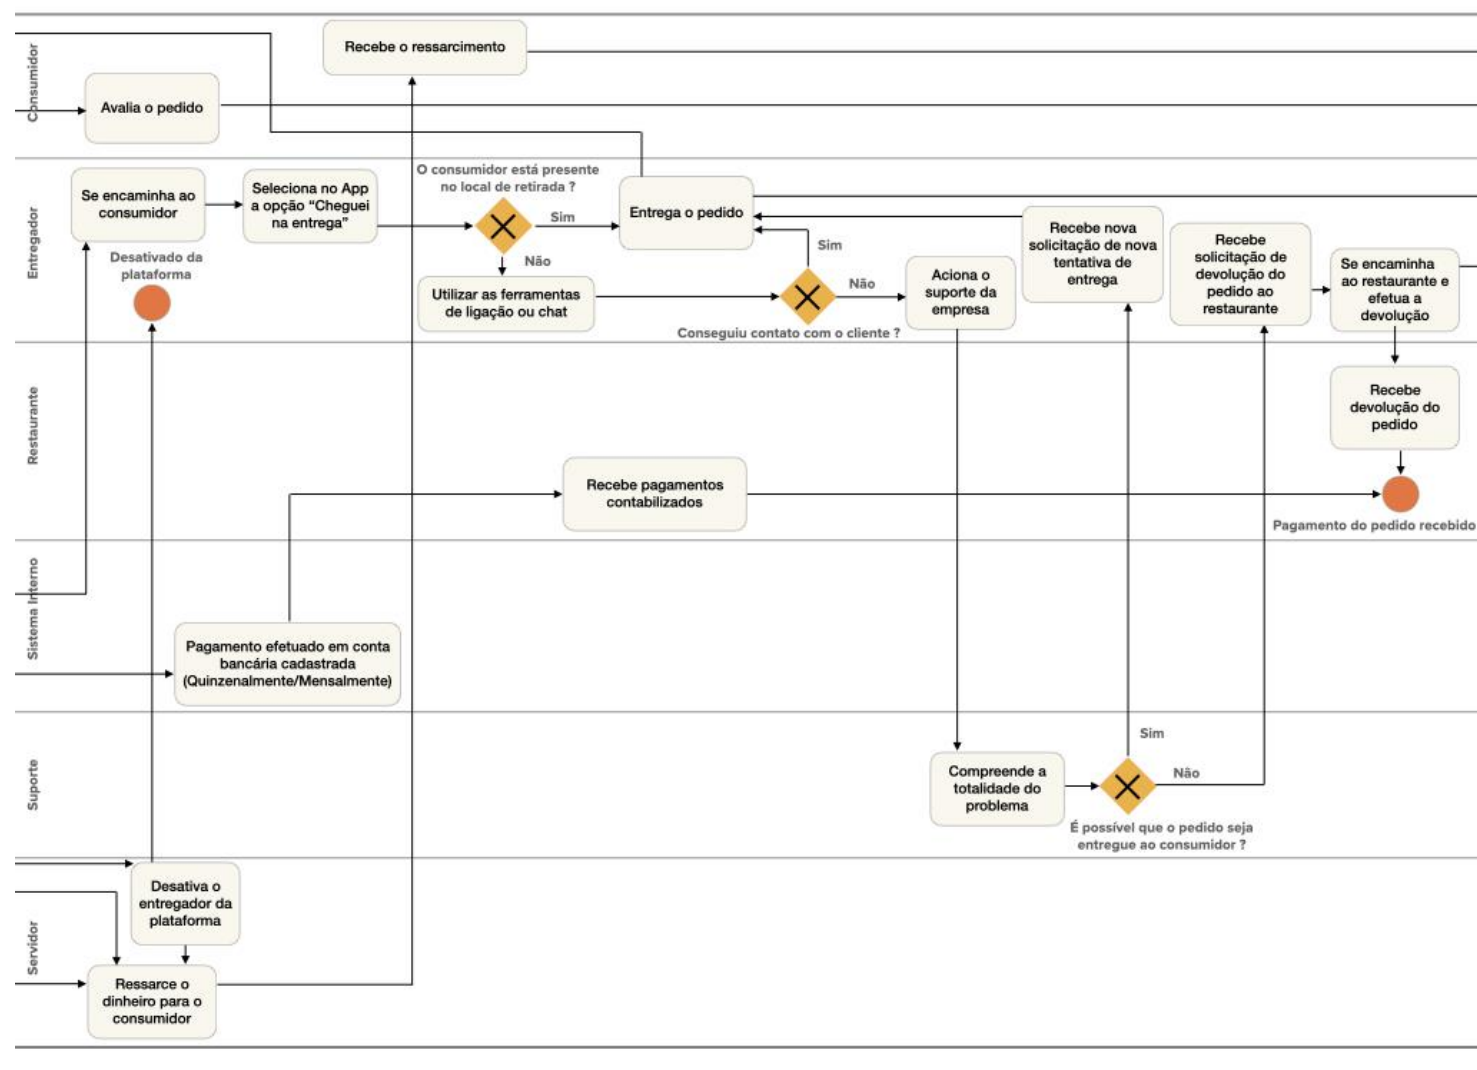 Consumidor
Recebe o ressarcimento
Avalia o pedido
Entregador
Se encaminha ao
consumidor
Seleciona no App
a opção “Cheguei
na entrega”
O consumidor está presente
no local de retirada ?
Sim
Não
Entrega o pedido
Desativado da
plataforma
Utilizar as ferramentas
de ligação ou chat
Sim
Não
Conseguiu contato com o cliente ?
Aciona o
suporte da
empresa
Recebe nova
solicitação de nova
tentativa de
entrega
Recebe
solicitação de
devolução do
pedido ao
restaurante
Se encaminha
ao restaurante e
efetua a
devolução
Restaurante
Recebe
devolução do
pedido
Recebe pagamentos
contabilizados
Pagamento do pedido recebido
Sistema Interno
Pagamento efetuado em conta
bancária cadastrada
(Quinzenalmente/Mensalmente)
Suporte
Compreende a
totalidade do
problema
Sim
Não
É possível que o pedido seja
entregue ao consumidor ?
Servidor
Desativa o
entregador da
plataforma
Ressarce o
dinheiro para o
consumidor